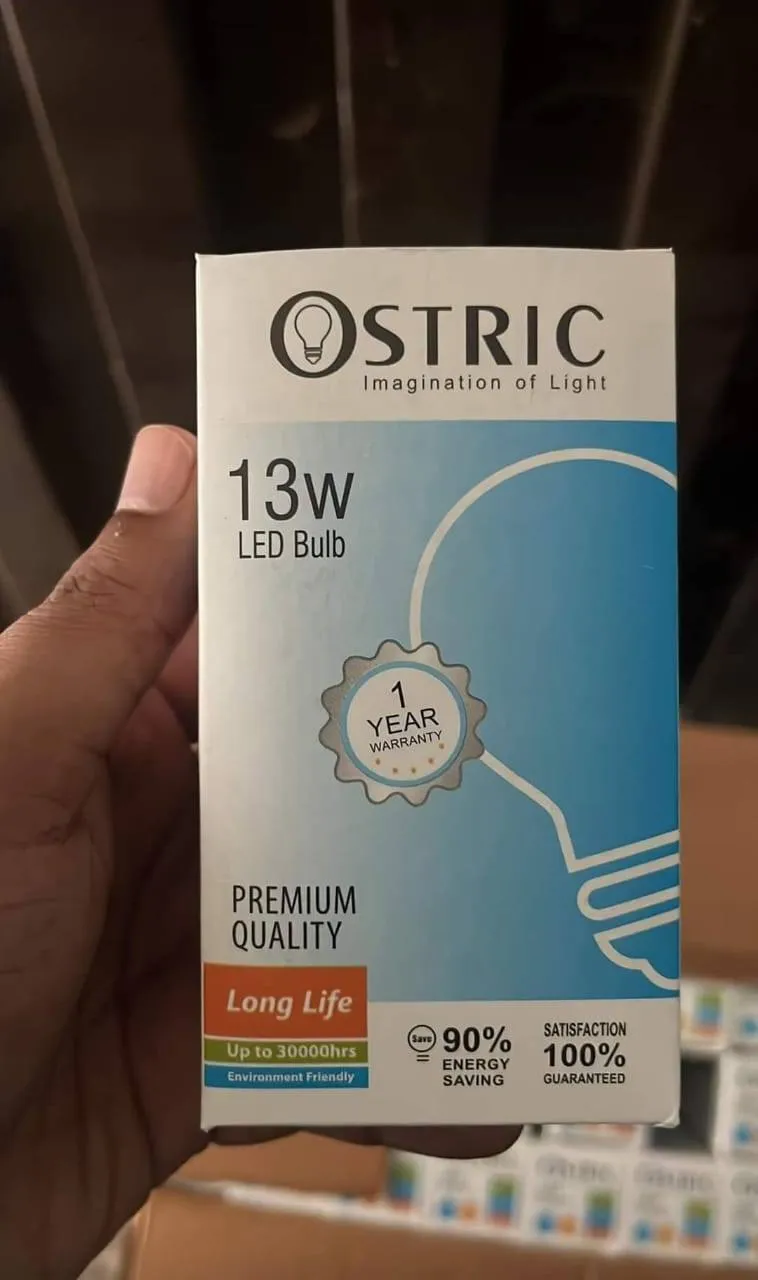 OSTRIC
Imagination of Light
13w
LED Bulb
1
YEAR
WARRANTY
PREMIUM
QUALITY
Long Life
Up to 30000hrs
Environment Friendly
Save
90%
ENERGY
SAVING
SATISFACTION
100%
GUARANTEED